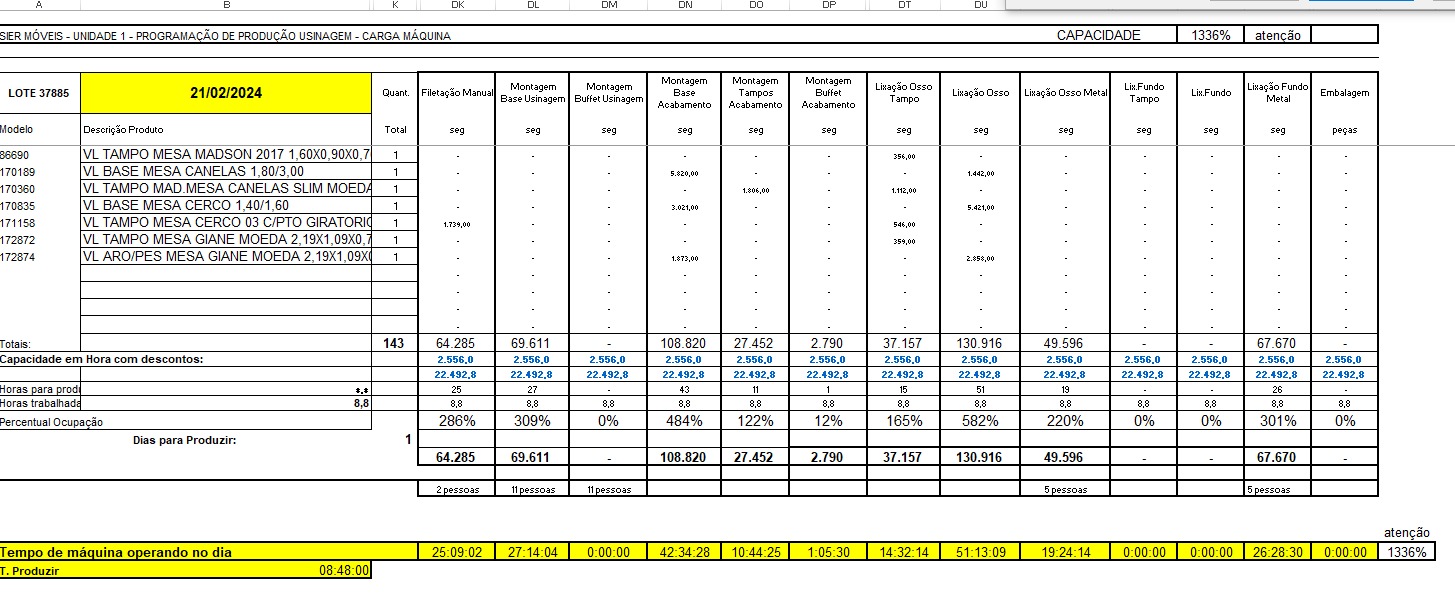 A B K DK DL DM DN DO DP DT DU
SIER MÓVEIS - UNIDADE 1 - PROGRAMAÇÃO DE PRODUÇÃO USINAGEM - CARGA MÁQUINA CAPACIDADE 1336% atenção
LOTE 37885 21/02/2024 Quant. Filetação Manual Montagem Base Usinagem Montagem Buffet Usinagem Montagem Base Acabamento Montagem Tampos Acabamento Montagem Buffet Acabamento Lixação Osso Tampo Lixação Osso Lixação Osso Metal Lix.Fundo Tampo Lix.Fundo Lixação Fundo Metal Embalagem
Modelo Descrição Produto Total seg seg seg seg seg seg seg seg seg seg seg seg peças
86690 VL TAMPO MESA MADSON 2017 1,60X0,90X0,7 1 - - - - - - 356,00 - - - - - -
170189 VL BASE MESA CANELAS 1,80/3,00 1 - - - 5.820,00 - - - 1.442,00 - - - - -
170360 VL TAMPO MAD.MESA CANELAS SLIM MOEDA 1 - - - - 1.806,00 - 1.112,00 - - - - - -
170835 VL BASE MESA CERCO 1,40/1,60 1 - - - 3.021,00 - - - 5.421,00 - - - - -
171158 VL TAMPO MESA CERCO 03 C/PTO GIRATORIO 1 1.739,00 - - - - - 546,00 - - - - - -
172872 VL TAMPO MESA GIANE MOEDA 2,19X1,09X0,7 1 - - - - - - 359,00 - - - - - -
172874 VL ARO/PES MESA GIANE MOEDA 2,19X1,09X0 1 - - - 1.873,00 - - - 2.858,00 - - - - -
- - - - - - - - - - - - -
- - - - - - - - - - - - -
- - - - - - - - - - - - -
- - - - - - - - - - - - -
Totais: 143 64.285 69.611 - 108.820 27.452 2.790 37.157 130.916 49.596 - - 67.670 -
Capacidade em Hora com descontos: 2.556,0 2.556,0 2.556,0 2.556,0 2.556,0 2.556,0 2.556,0 2.556,0 2.556,0 2.556,0 2.556,0 2.556,0 2.556,0
22.492,8 22.492,8 22.492,8 22.492,8 22.492,8 22.492,8 22.492,8 22.492,8 22.492,8 22.492,8 22.492,8 22.492,8 22.492,8
Horas para prod *.* 25 27 - 43 11 1 15 51 19 - - 26 -
Horas trabalhada 8,8 8,8 8,8 8,8 8,8 8,8 8,8 8,8 8,8 8,8 8,8 8,8 8,8 8,8
Percentual Ocupação 286% 309% 0% 484% 122% 12% 165% 582% 220% 0% 0% 301% 0%
Dias para Produzir: 1
64.285 69.611 - 108.820 27.452 2.790 37.157 130.916 49.596 - - 67.670 -
2 pessoas 11 pessoas 11 pessoas 5 pessoas 5 pessoas
atenção
Tempo de máquina operando no dia 25:09:02 27:14:04 0:00:00 42:34:28 10:44:25 1:05:30 14:32:14 51:13:09 19:24:14 0:00:00 0:00:00 26:28:30 0:00:00 1336%
T. Produzir 08:48:00